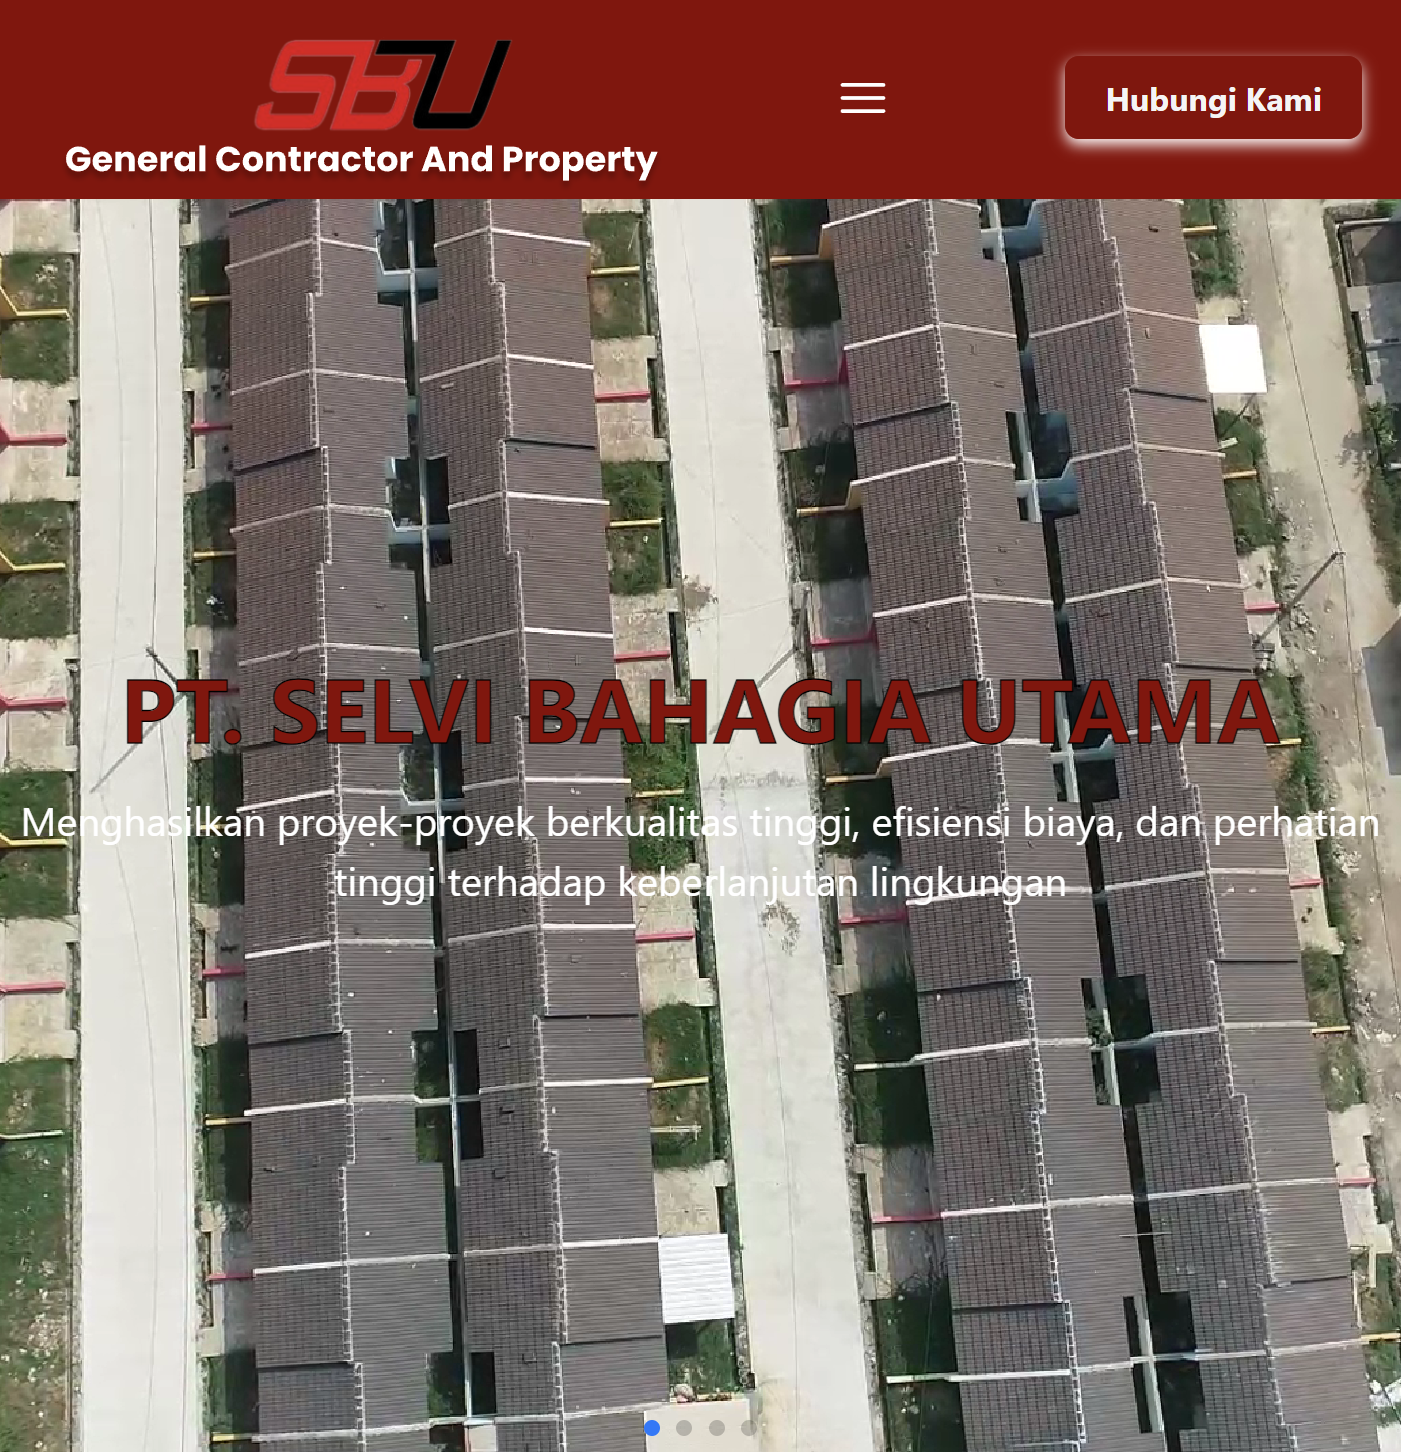 SBU
General Contractor And Property
Hubungi Kami
PT. SELVI BAHAGIA UTAMA
Menghasilkan proyek-proyek berkualitas tinggi, efisiensi biaya, dan perhatian
tinggi terhadap keberlanjutan lingkungan